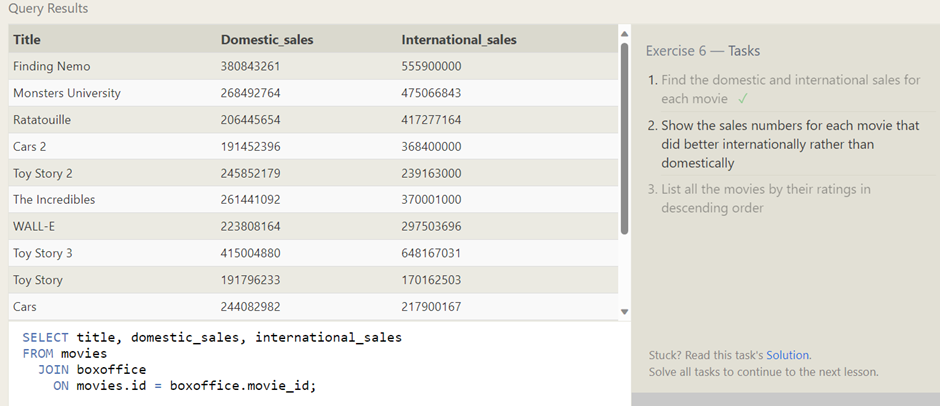 Query Results
Title Domestic_sales International_sales
Finding Nemo 380843261 555900000
Monsters University 268492764 475066843
Ratatouille 206445654 417277164
Cars 2 191452396 368400000
Toy Story 2 245852179 239163000
The Incredibles 261441092 370001000
WALL-E 223808164 297503696
Toy Story 3 415004880 648167031
Toy Story 191796233 170162503
Cars 244082982 217900167
SELECT title, domestic_sales, international_sales
FROM movies
JOIN boxoffice
ON movies.id = boxoffice.movie_id;
Exercise 6 — Tasks
1. Find the domestic and international sales for
each movie ✓
2. Show the sales numbers for each movie that
did better internationally rather than
domestically
3. List all the movies by their ratings in
descending order
Stuck? Read this task's Solution.
Solve all tasks to continue to the next lesson.